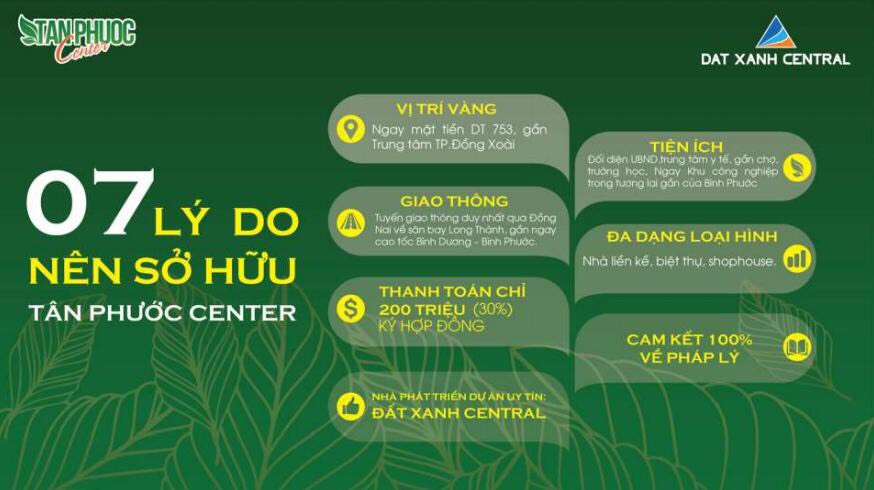 TÂN PHƯỚC
Center
DAT XANH CENTRAL
07 LÝ DO
NÊN SỞ HỮU
TÂN PHƯỚC CENTER
VỊ TRÍ VÀNG
Ngay mặt tiền DT 753, gần
Trung tâm TP.Đồng Xoài
GIAO THÔNG
Tuyến giao thông duy nhất qua Đồng
Nai về sân bay Long Thành, gần ngay
cao tốc Bình Dương - Bình Phước.
THANH TOÁN CHỈ
200 TRIỆU (30%)
KÝ HỢP ĐỒNG
NHÀ PHÁT TRIỂN DỰ ÁN UY TÍN:
ĐẤT XANH CENTRAL
TIỆN ÍCH
Đối diện UBND,trung tâm y tế, gần chợ,
trường học, Ngay Khu công nghiệp
trong tương lai gần của Bình Phước
ĐA DẠNG LOẠI HÌNH
Nhà liền kề, biệt thự, shophouse.
CAM KẾT 100%
VỀ PHÁP LÝ